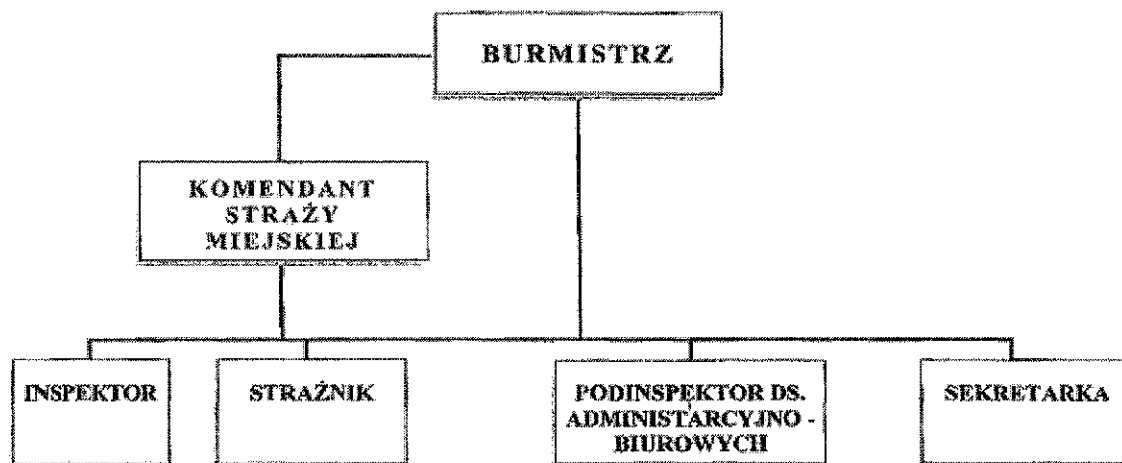 BURMISTRZ
KOMENDANT
STRAŻY
MIEJSKIEJ
INSPEKTOR
STRAŻNIK
PODINSPEKTOR DS.
ADMINISTARCYJNO -
BIUROWYCH
SEKRETARKA